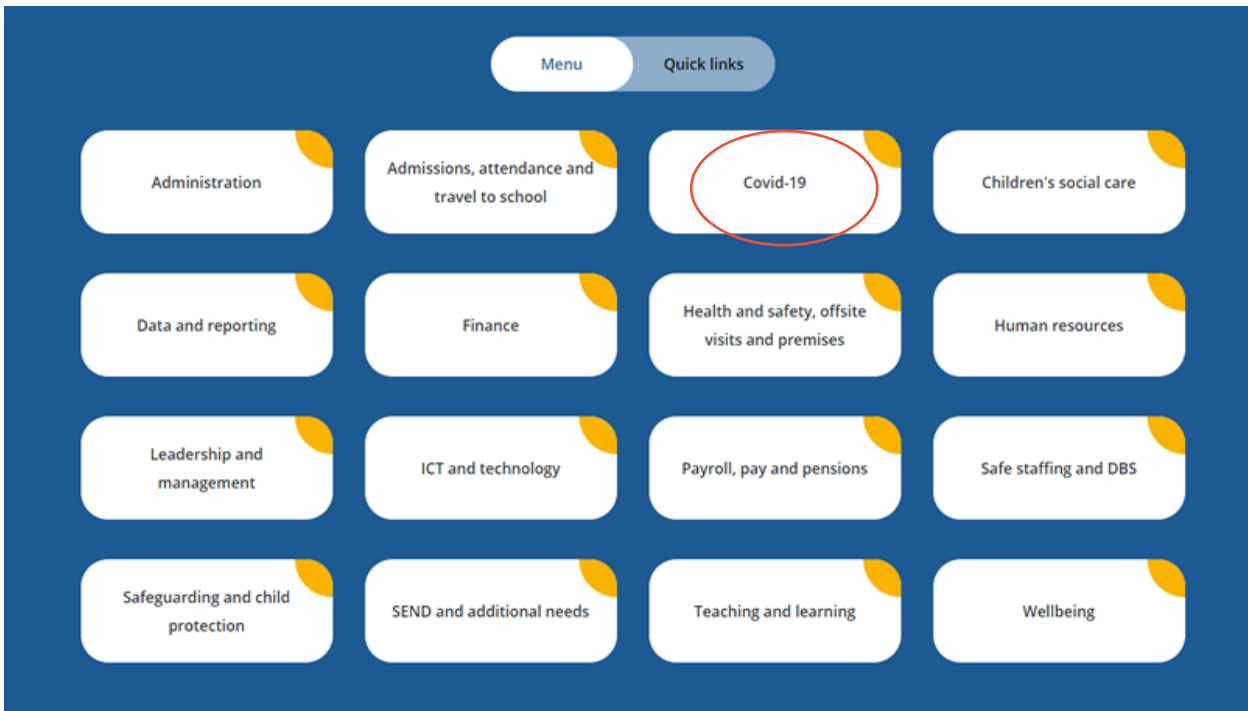 Menu
Quick links
Administration
Admissions, attendance and
travel to school
Covid-19
Children's social care
Data and reporting
Finance
Health and safety, offsite
visits and premises
Human resources
Leadership and
management
ICT and technology
Payroll, pay and pensions
Safe staffing and DBS
Safeguarding and child
protection
SEND and additional needs
Teaching and learning
Wellbeing